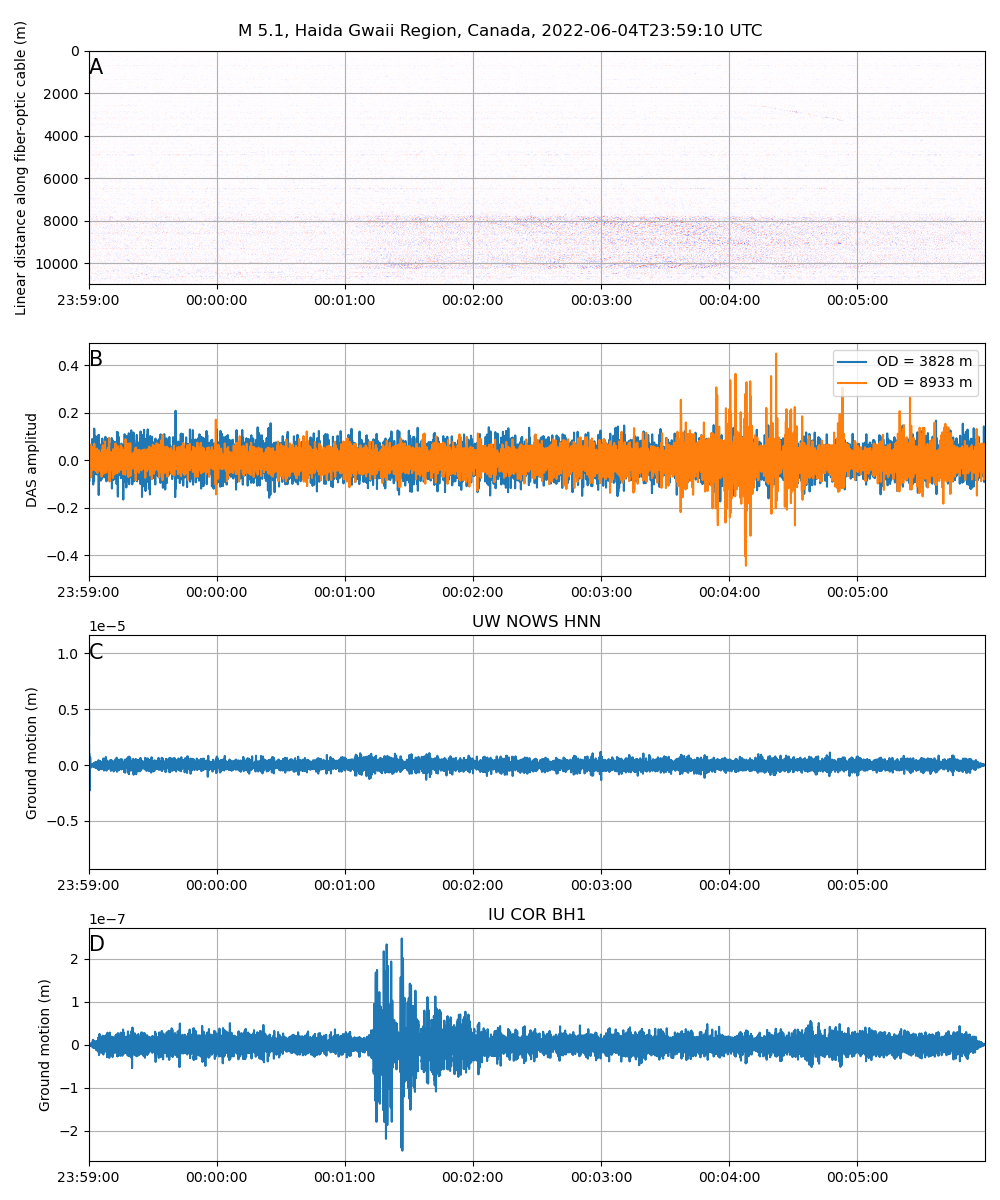 M 5.1, Haida Gwaii Region, Canada, 2022-06-04T23:59:10 UTC
A
Linear distance along fiber-optic cable (m)
0
2000
4000
6000
8000
10000
23:59:00 00:00:00 00:01:00 00:02:00 00:03:00 00:04:00 00:05:00
B
OD = 3828 m
OD = 8933 m
DAS amplitud
0.4
0.2
0.0
−0.2
−0.4
23:59:00 00:00:00 00:01:00 00:02:00 00:03:00 00:04:00 00:05:00
UW NOWS HNN
1e−5
C
Ground motion (m)
1.0
0.5
0.0
−0.5
23:59:00 00:00:00 00:01:00 00:02:00 00:03:00 00:04:00 00:05:00
IU COR BH1
1e−7
D
Ground motion (m)
2
1
0
−1
−2
23:59:00 00:00:00 00:01:00 00:02:00 00:03:00 00:04:00 00:05:00